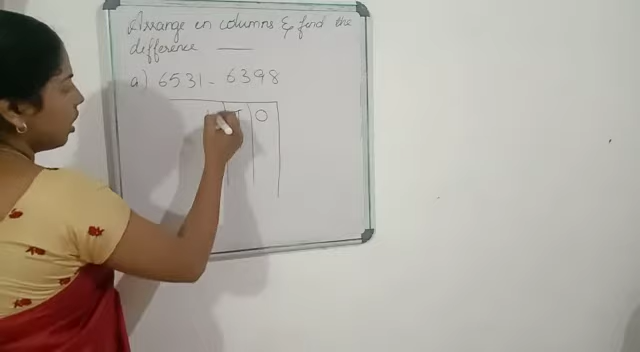 Arrange in columns & find the
difference
a) 6531 - 6398
T O